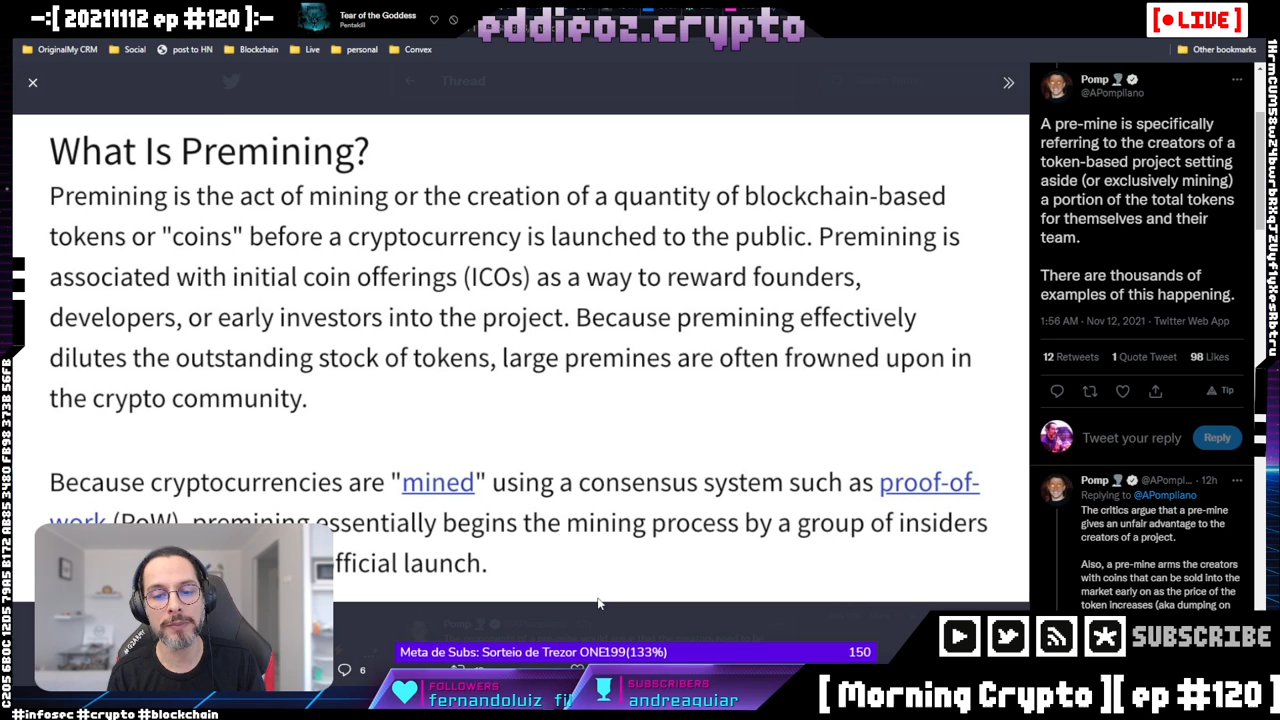 -:[ 20211112 ep #120 ]:-
Tear of the Goddess
Pentakill
eddieoz.crypto
[● LIVE]
OriginalMy CRM
Social
post to HN
Blockchain
Live
personal
Convex
Other bookmarks
Thread
What Is Premining?
Premining is the act of mining or the creation of a quantity of blockchain-based
tokens or "coins" before a cryptocurrency is launched to the public. Premining is
associated with initial coin offerings (ICOs) as a way to reward founders,
developers, or early investors into the project. Because premining effectively
dilutes the outstanding stock of tokens, large premines are often frowned upon in
the crypto community.
Because cryptocurrencies are "mined" using a consensus system such as proof-of-
work (PoW), premining essentially begins the mining process by a group of insiders
fficial launch.
Pomp
@APompliano
A pre-mine is specifically
referring to the creators of a
token-based project setting
aside (or exclusively mining)
a portion of the total tokens
for themselves and their
team.
There are thousands of
examples of this happening.
1:56 AM · Nov 12, 2021 · Twitter Web App
12 Retweets
1 Quote Tweet
98 Likes
Tip
Tweet your reply
Reply
Pomp
@APompl... · 12h
Replying to @APompliano
The critics argue that a pre-mine
gives an unfair advantage to the
creators of a project.
Also, a pre-mine arms the creators
with coins that can be sold into the
market early on as the price of the
token increases (aka dumping on
6
Meta de Subs: Sorteio de Trezor ONE199(133%)
150
FOLLOWERS
fernandoluiz_fil
SUBSCRIBERS
andreaquiar
SUBSCRIBE
[ Morning Crypto ][ ep #120 ]
#infosec #crypto #blockchain